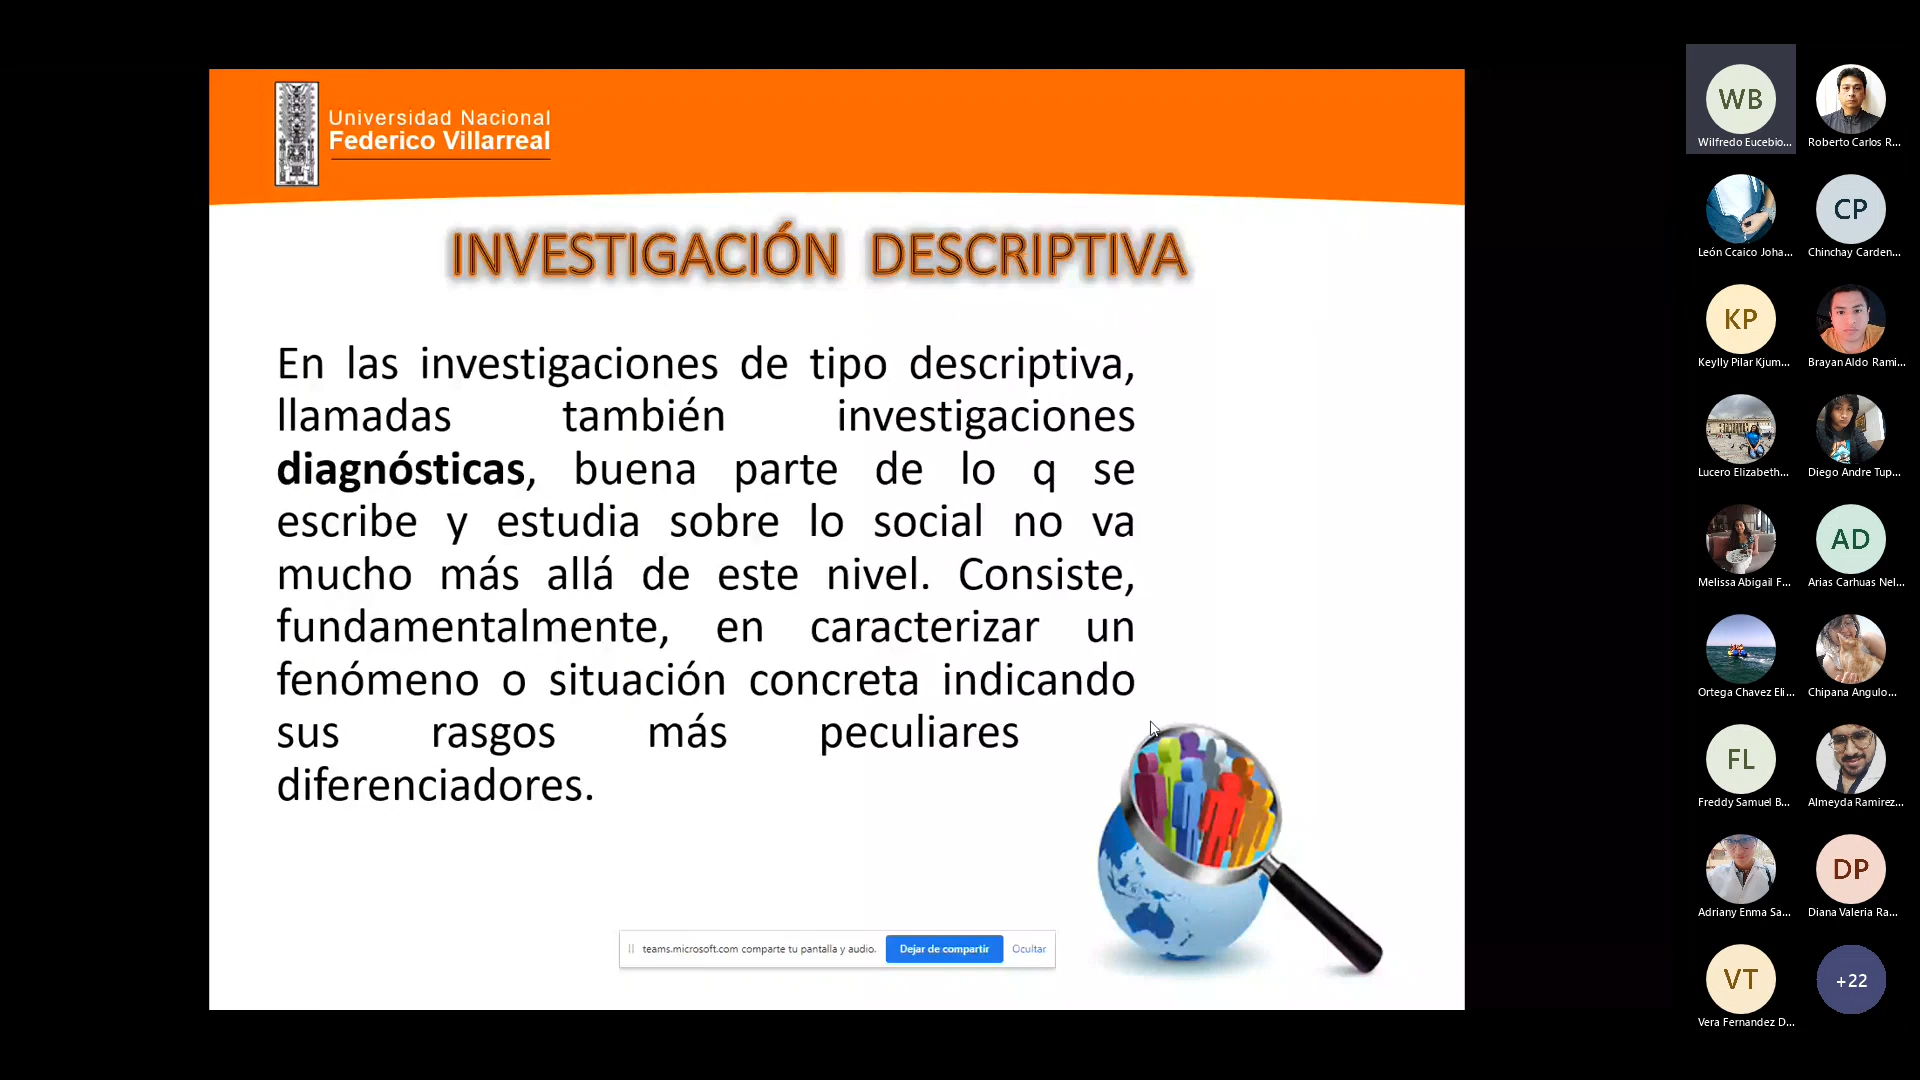 Universidad Nacional
Federico Villarreal
INVESTIGACIÓN DESCRIPTIVA
En las investigaciones de tipo descriptiva,
llamadas también investigaciones
diagnósticas, buena parte de lo q se
escribe y estudia sobre lo social no va
mucho más allá de este nivel. Consiste,
fundamentalmente, en caracterizar un
fenómeno o situación concreta indicando
sus rasgos más peculiares
diferenciadores.
teams.microsoft.com comparte tu pantalla y audio.
Dejar de compartir
Ocultar
WB
Wilfredo Eucebio...
Roberto Carlos R...
León Ccaico Joha...
CP
Chinchay Carden...
KP
Keylly Pilar Kjum...
Brayan Aldo Rami...
Lucero Elizabeth...
Diego Andre Tup...
Melissa Abigail F...
AD
Arias Carhuas Nel...
Ortega Chavez Eli...
Chipana Angulo...
FL
Freddy Samuel B...
Almeyda Ramirez...
Adriany Enma Sa...
DP
Diana Valeria Ra...
VT
Vera Fernandez D...
+22